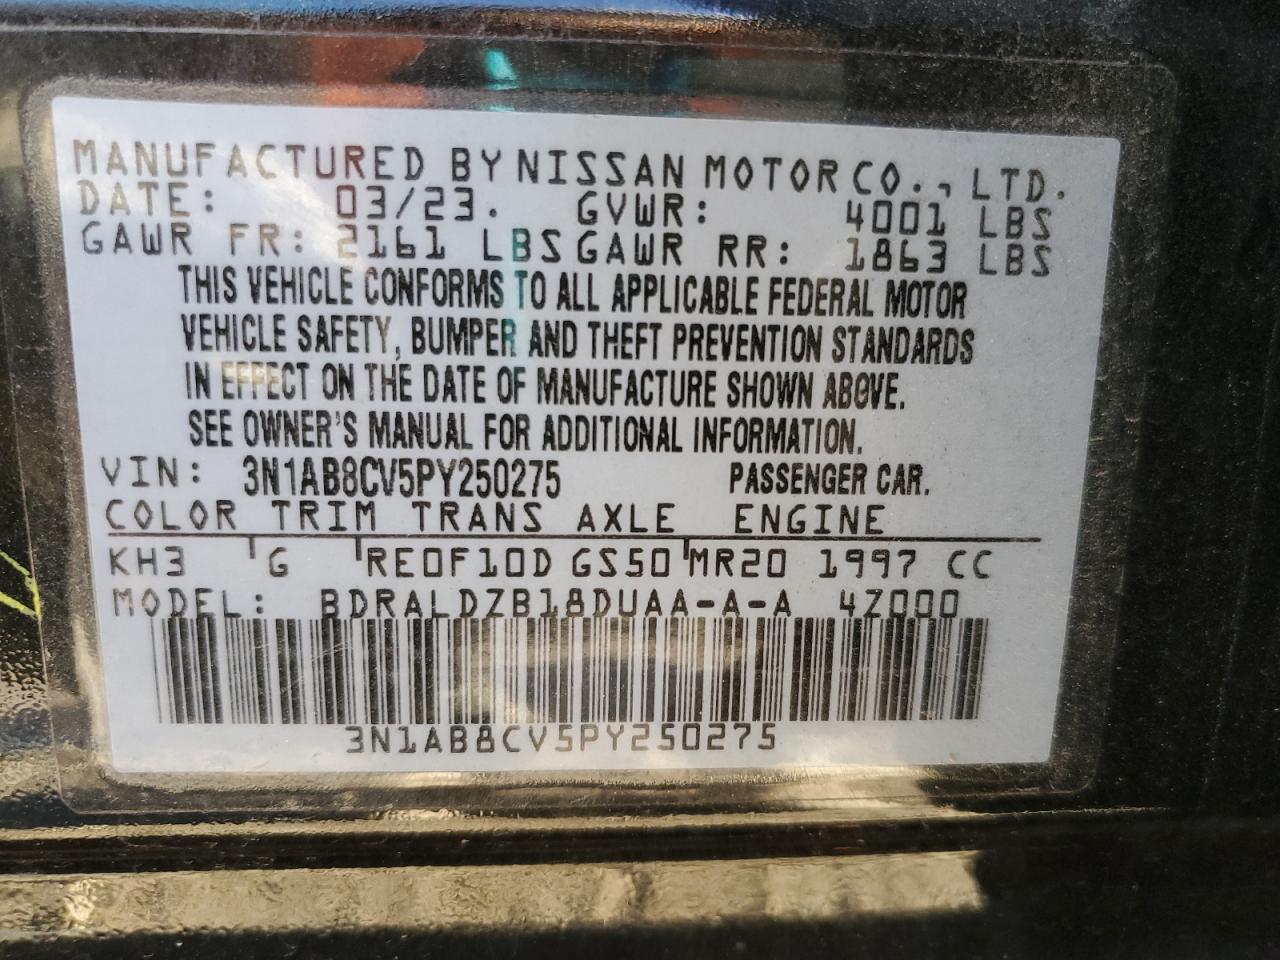 MANUFACTURED BY NISSAN MOTOR CO., LTD.
DATE: 03/23. GVWR: 4001 LBS
GAWR FR: 2161 LBS GAWR RR: 1863 LBS
THIS VEHICLE CONFORMS TO ALL APPLICABLE FEDERAL MOTOR
VEHICLE SAFETY, BUMPER AND THEFT PREVENTION STANDARDS
IN EFFECT ON THE DATE OF MANUFACTURE SHOWN ABOVE.
SEE OWNER'S MANUAL FOR ADDITIONAL INFORMATION.
VIN: 3N1AB8CV5PY250275 PASSENGER CAR.
COLOR TRIM TRANS AXLE ENGINE
KH3 G RE0F10D GS50 MR20 1997 CC
MODEL: BDRALDZB18DUAA-A-A 4Z000
3N1AB8CV5PY250275